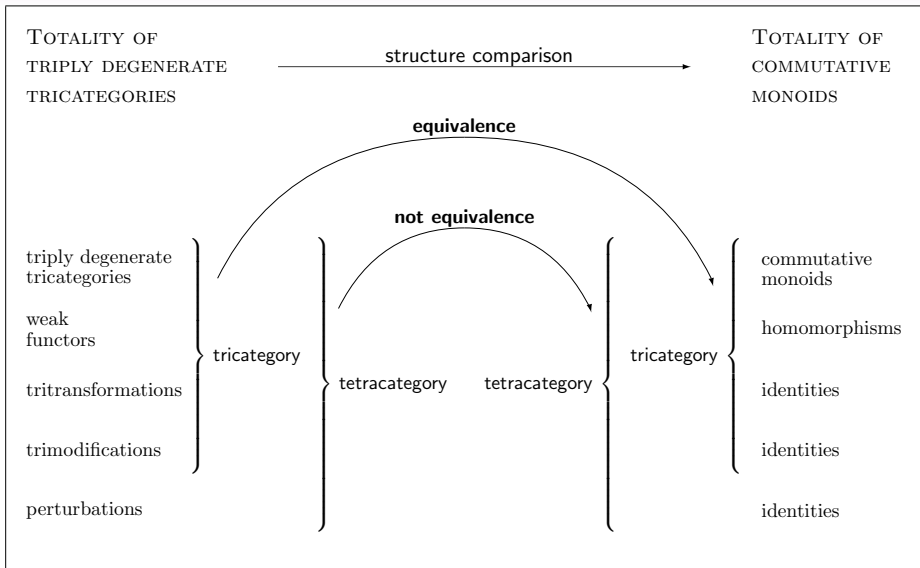 TOTALITY OF
TRIPLY DEGENERATE
TRICATEGORIES
structure comparison
TOTALITY OF
COMMUTATIVE
MONOIDS
equivalence
not equivalence
triply degenerate
tricategories
weak
functors
tritransformations
trimodifications
perturbations
tricategory
tetracategory
tetracategory
tricategory
commutative
monoids
homomorphisms
identities
identities
identities